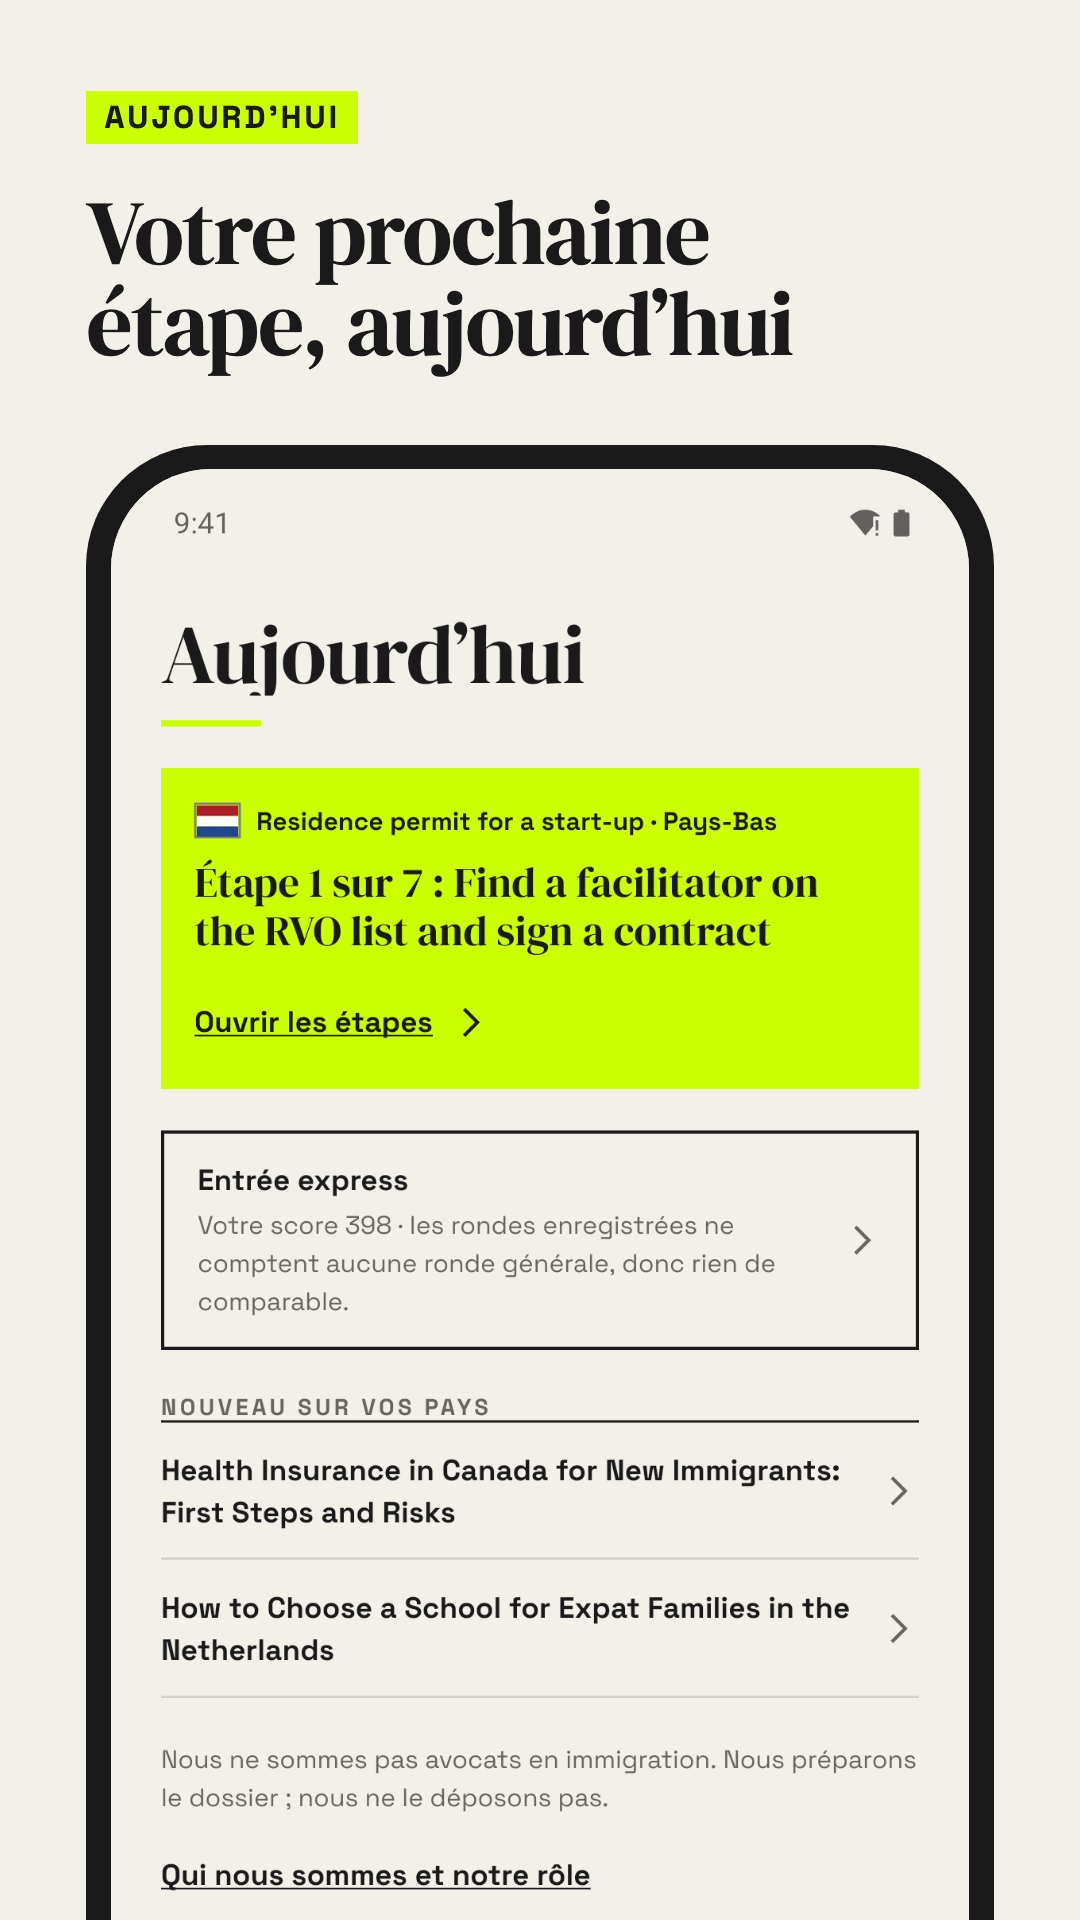 AUJOURD’HUI
Votre prochaine
étape, aujourd’hui
9:41
Aujourd’hui
Residence permit for a start-up · Pays-Bas
Étape 1 sur 7 : Find a facilitator on
the RVO list and sign a contract
Ouvrir les étapes
Entrée express
Votre score 398 · les rondes enregistrées ne
comptent aucune ronde générale, donc rien de
comparable.
NOUVEAU SUR VOS PAYS
Health Insurance in Canada for New Immigrants:
First Steps and Risks
How to Choose a School for Expat Families in the
Netherlands
Nous ne sommes pas avocats en immigration. Nous préparons
le dossier ; nous ne le déposons pas.
Qui nous sommes et notre rôle